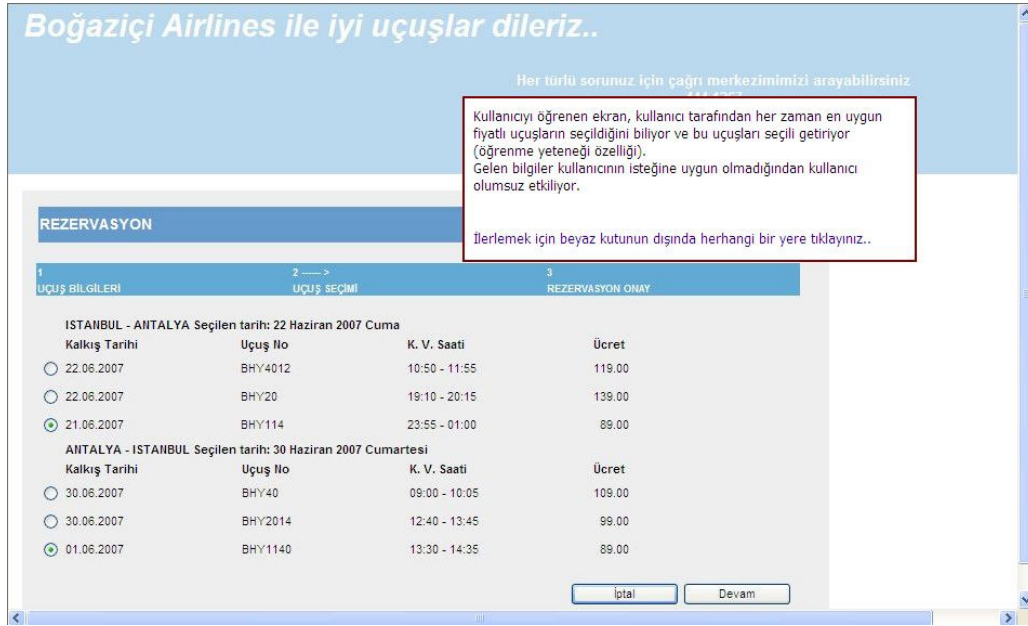 Boğaziçi Airlines ile iyi uçuşlar dileriz..
Her türlü sorunuz için çağrı merkezimimizi arayabilirsiniz
Kullanıcıyı öğrenen ekran, kullanıcı tarafından her zaman en uygun
fiyatlı uçuşların seçildiğini biliyor ve bu uçuşları seçili getiriyor
(öğrenme yeteneği özelliği).
Gelen bilgiler kullanıcının isteğine uygun olmadığından kullanıcı
olumsuz etkiliyor.
İlerlemek için beyaz kutunun dışında herhangi bir yere tıklayınız..
REZERVASYON
1 2 ----- > 3
UÇUŞ BİLGİLERİ UÇUŞ SEÇİMİ REZERVASYON ONAY
ISTANBUL - ANTALYA Seçilen tarih: 22 Haziran 2007 Cuma
Kalkış Tarihi Uçuş No K. V. Saati Ücret
22.06.2007 BHY4012 10:50 - 11:55 119.00
22.06.2007 BHY20 19:10 - 20:15 139.00
21.06.2007 BHY114 23:55 - 01:00 89.00
ANTALYA - ISTANBUL Seçilen tarih: 30 Haziran 2007 Cumartesi
Kalkış Tarihi Uçuş No K. V. Saati Ücret
30.06.2007 BHY40 09:00 - 10:05 109.00
30.06.2007 BHY2014 12:40 - 13:45 99.00
01.06.2007 BHY1140 13:30 - 14:35 89.00
İptal Devam